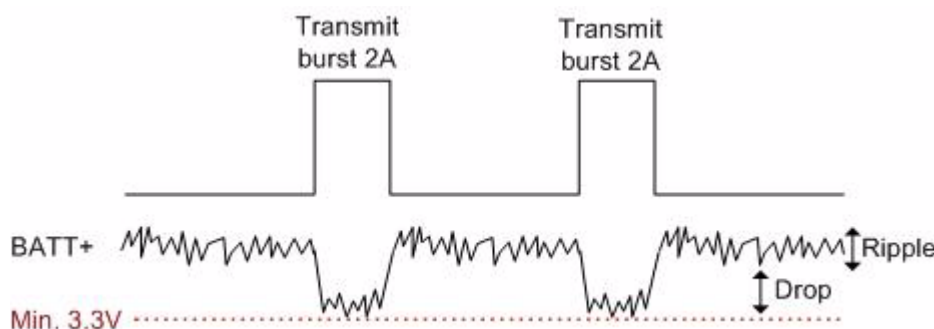 Transmit
burst 2A
Transmit
burst 2A
BATT+
Ripple
Drop
Min. 3.3V